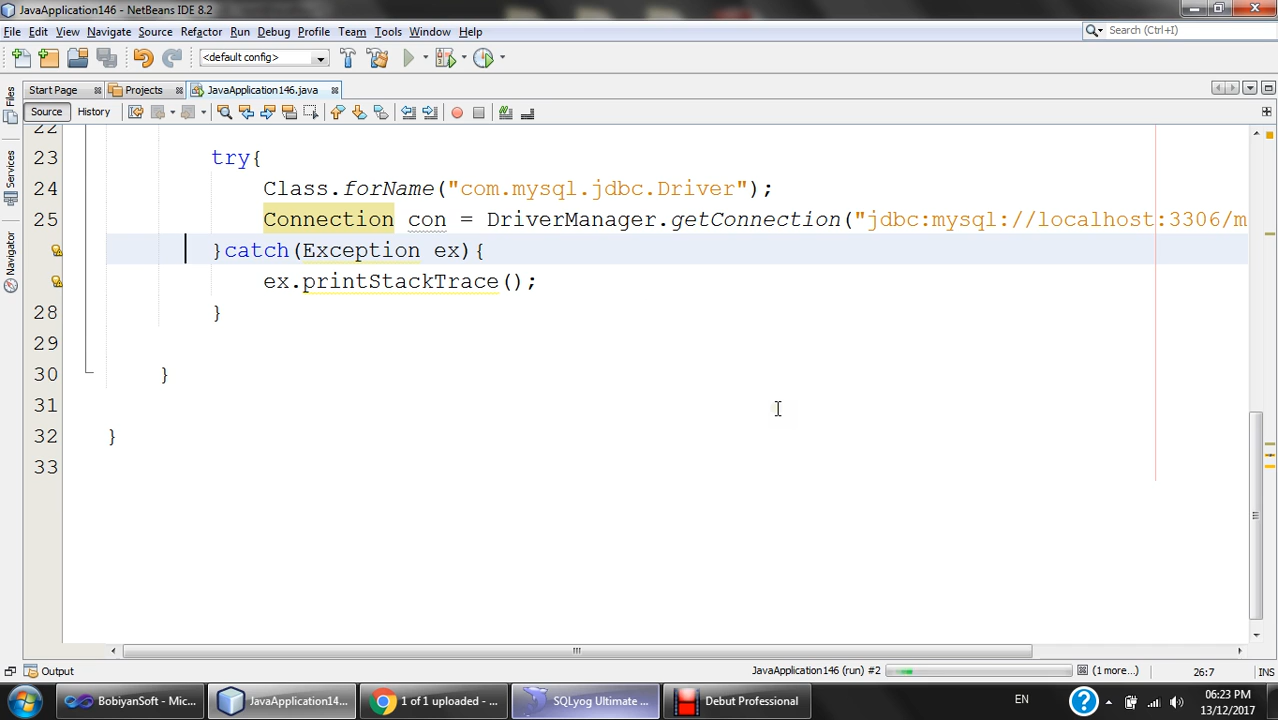 JavaApplication146 - NetBeans IDE 8.2
File Edit View Navigate Source Refactor Run Debug Profile Team Tools Window Help
Search (Ctrl+I)
<default config>
Start Page Projects JavaApplication146.java
Source History
Files
Services
Navigator
22
23 try{
24 Class.forName("com.mysql.jdbc.Driver");
25 Connection con = DriverManager.getConnection("jdbc:mysql://localhost:3306/m
}catch(Exception ex){
ex.printStackTrace();
28 }
29
30 }
31
32 }
33
Output JavaApplication146 (run) #2 (1 more...) 26:7 INS
BobiyanSoft - Mic... JavaApplication14... 1 of 1 uploaded - ... SQLyog Ultimate ... Debut Professional EN 06:23 PM
13/12/2017